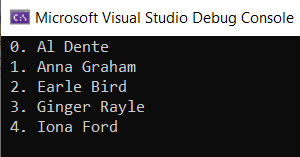 C:\ Microsoft Visual Studio Debug Console
0. Al Dente
1. Anna Graham
2. Earle Bird
3. Ginger Rayle
4. Iona Ford